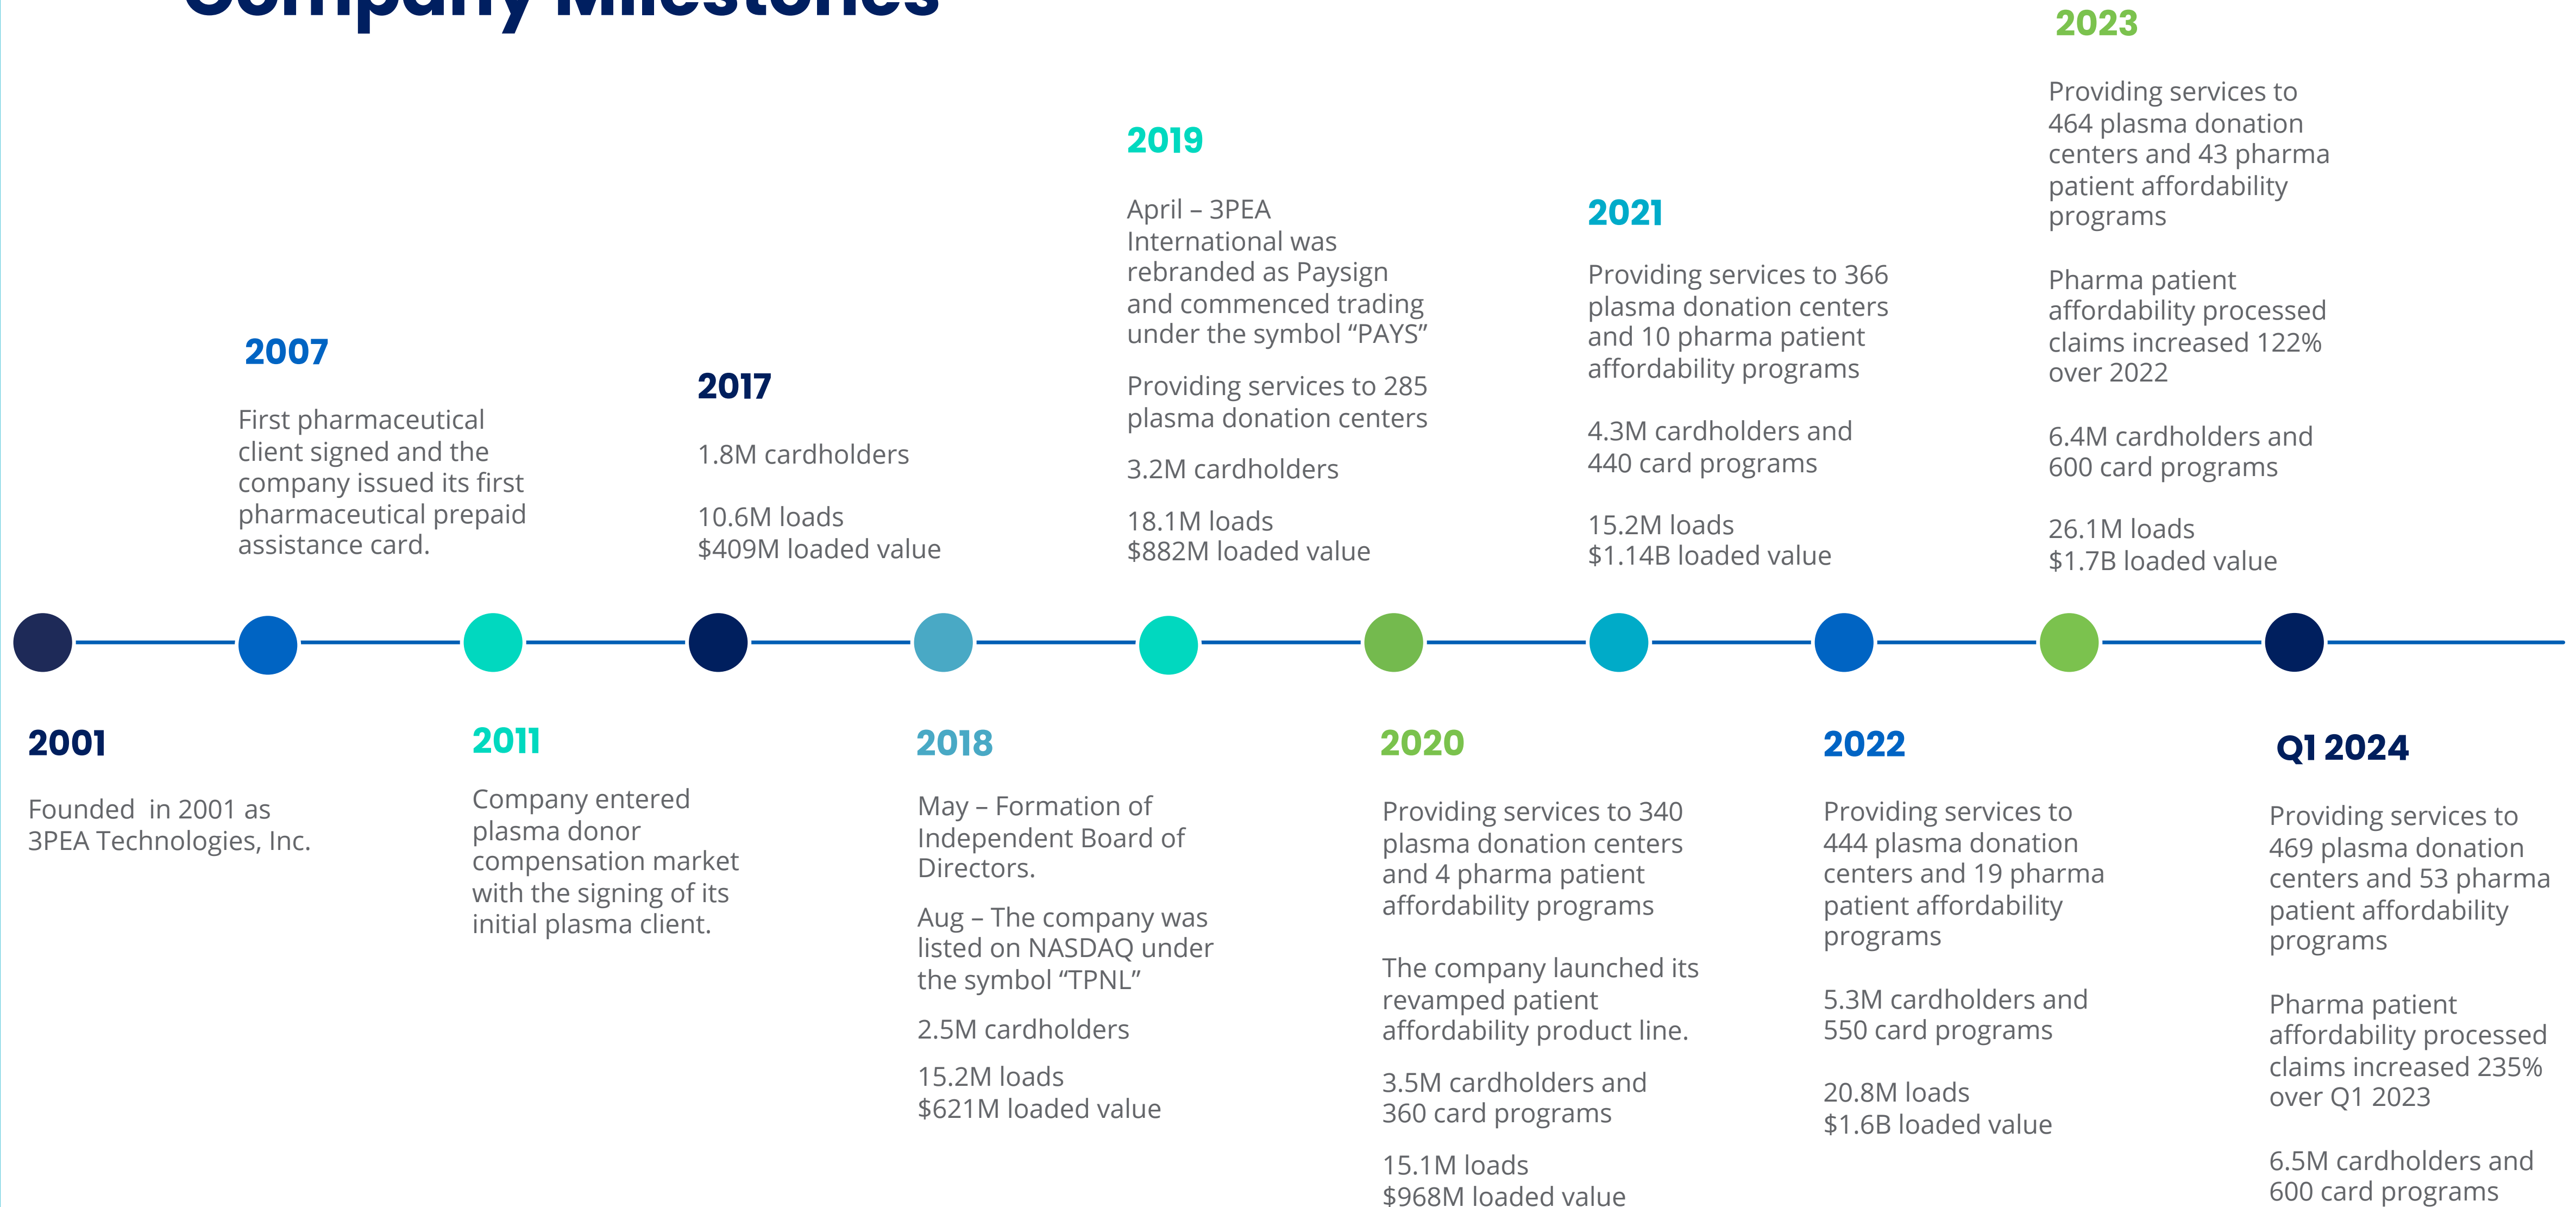 Company Milestones
2023
Providing services to
464 plasma donation
centers and 43 pharma
patient affordability
programs
Pharma patient
affordability processed
claims increased 122%
over 2022
6.4M cardholders and
600 card programs
26.1M loads
$1.7B loaded value
2019
April – 3PEA
International was
rebranded as Paysign
and commenced trading
under the symbol “PAYS”
Providing services to 285
plasma donation centers
3.2M cardholders
18.1M loads
$882M loaded value
2021
Providing services to 366
plasma donation centers
and 10 pharma patient
affordability programs
4.3M cardholders and
440 card programs
15.2M loads
$1.14B loaded value
2007
First pharmaceutical
client signed and the
company issued its first
pharmaceutical prepaid
assistance card.
2017
1.8M cardholders
10.6M loads
$409M loaded value
2001
Founded  in 2001 as
3PEA Technologies, Inc.
2011
Company entered
plasma donor
compensation market
with the signing of its
initial plasma client.
2018
May – Formation of
Independent Board of
Directors.
Aug – The company was
listed on NASDAQ under
the symbol “TPNL”
2.5M cardholders
15.2M loads
$621M loaded value
2020
Providing services to 340
plasma donation centers
and 4 pharma patient
affordability programs
The company launched its
revamped patient
affordability product line.
3.5M cardholders and
360 card programs
15.1M loads
$968M loaded value
2022
Providing services to
444 plasma donation
centers and 19 pharma
patient affordability
programs
5.3M cardholders and
550 card programs
20.8M loads
$1.6B loaded value
Q1 2024
Providing services to
469 plasma donation
centers and 53 pharma
patient affordability
programs
Pharma patient
affordability processed
claims increased 235%
over Q1 2023
6.5M cardholders and
600 card programs